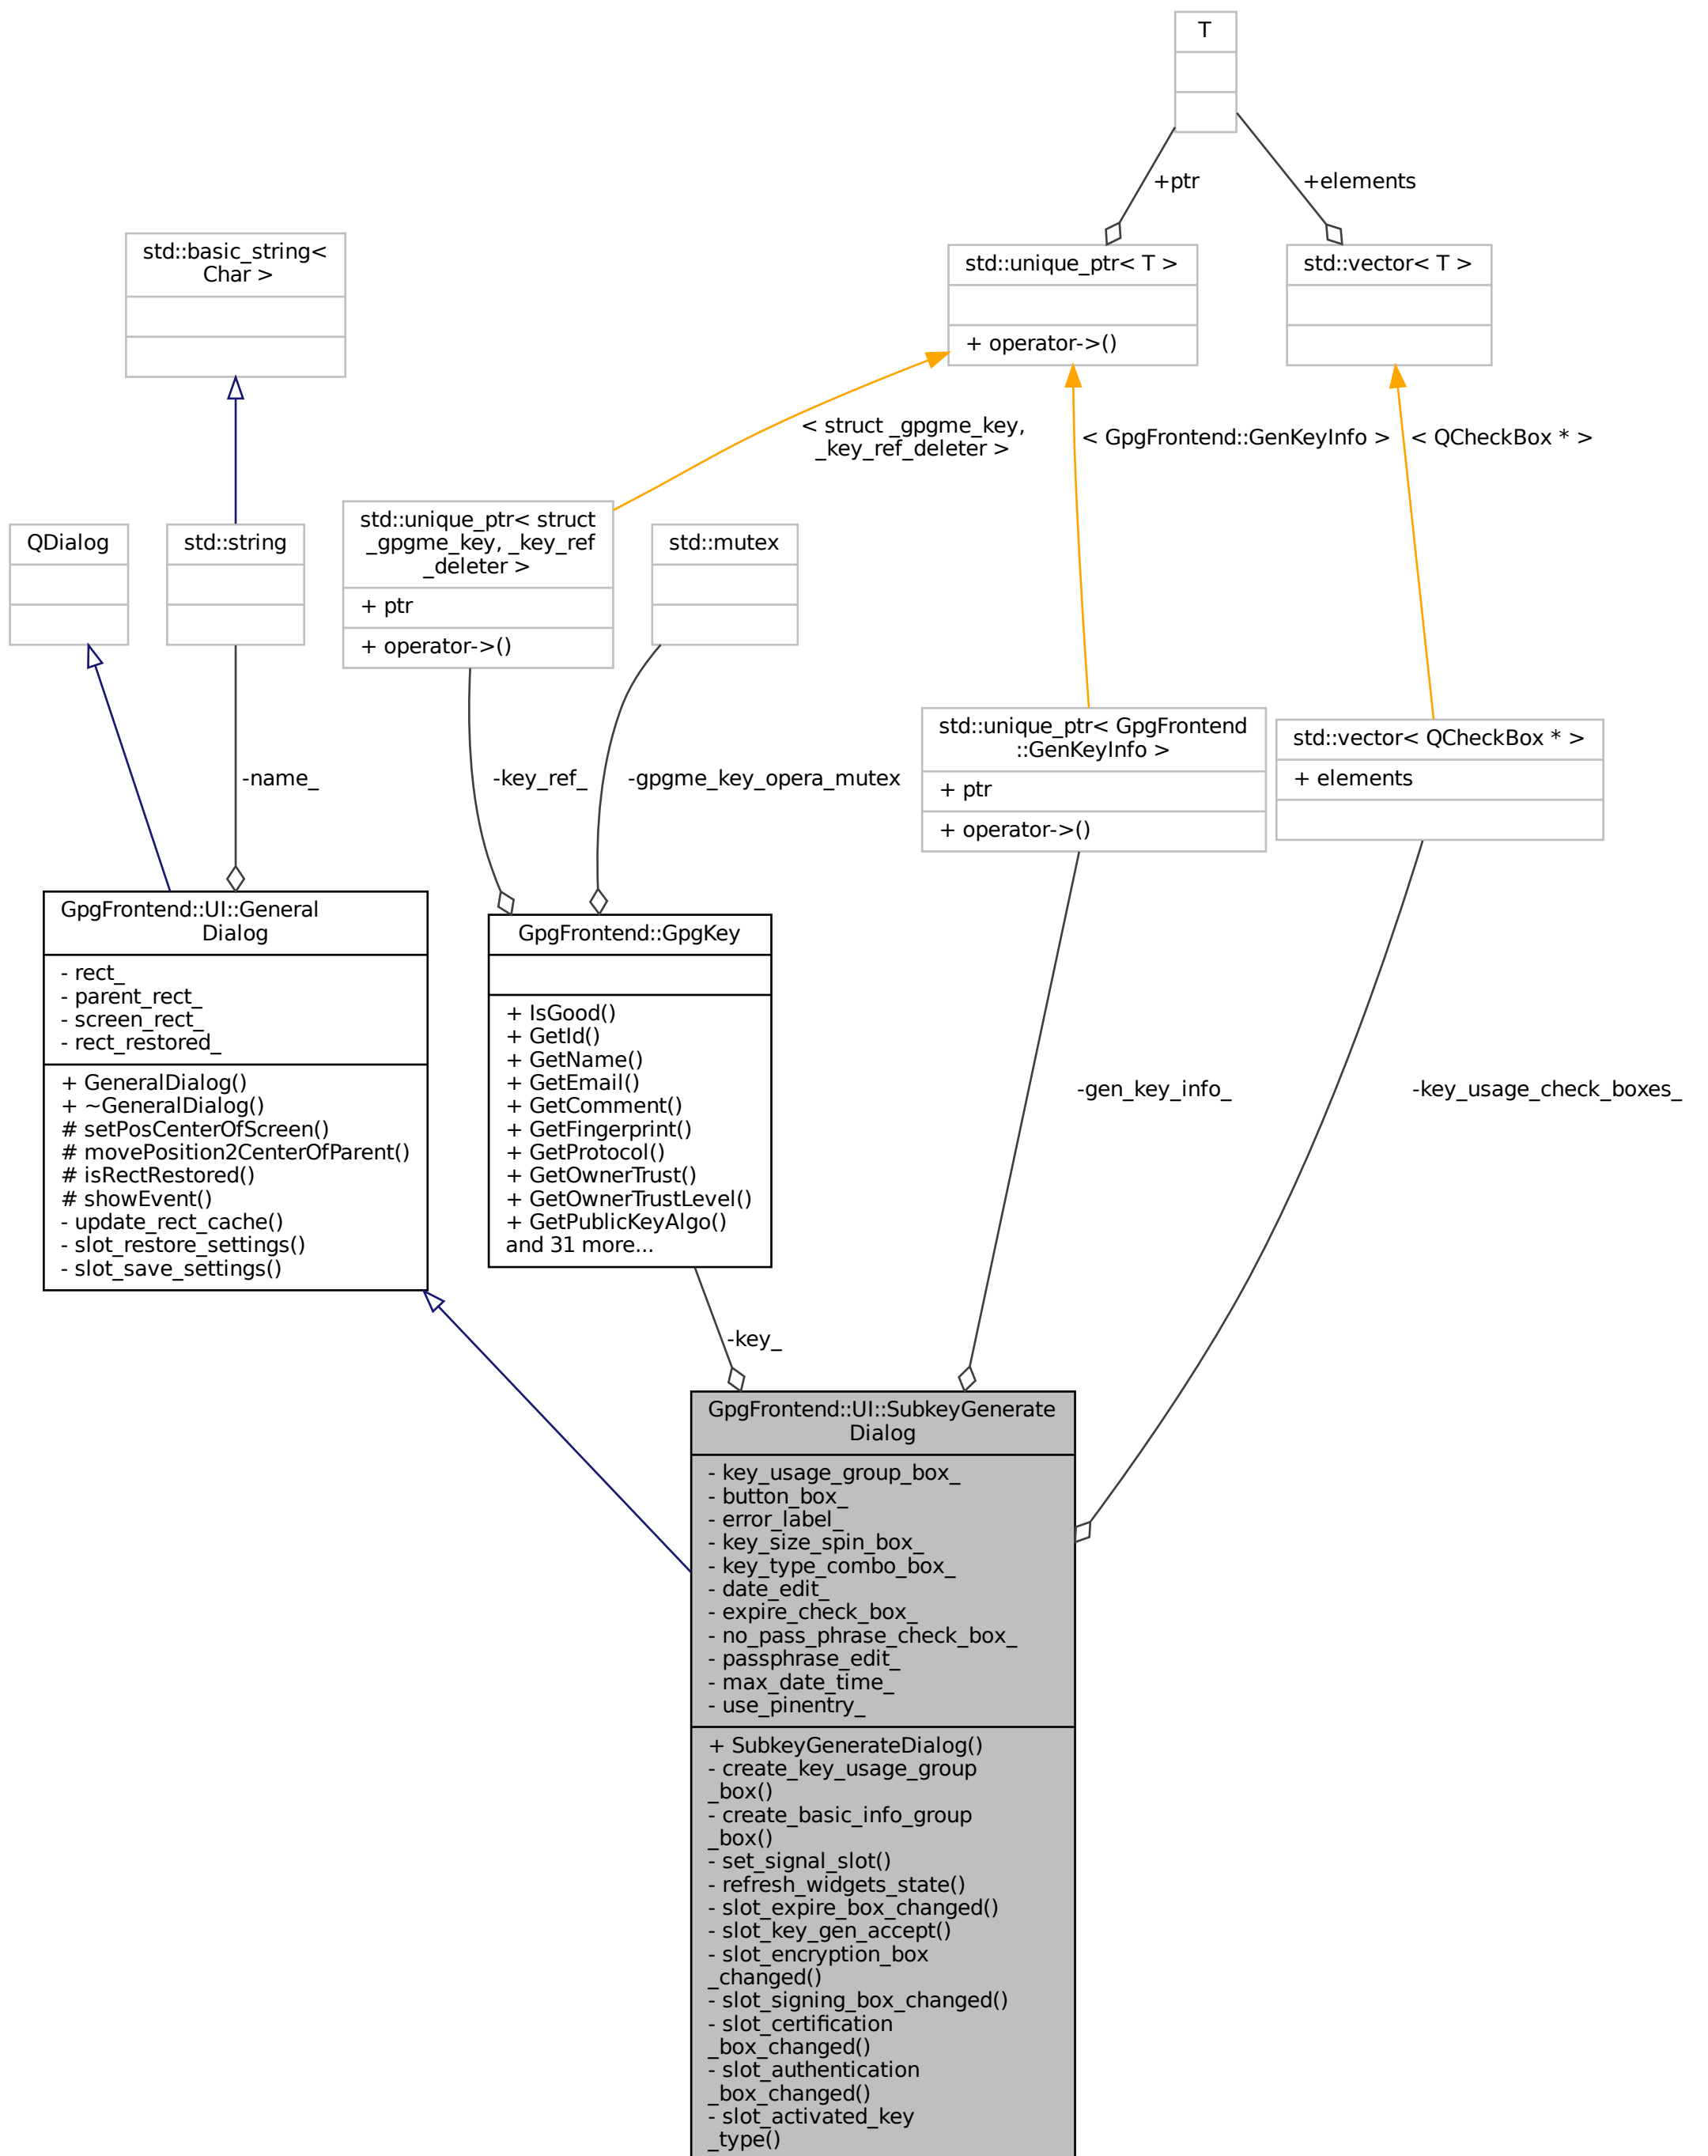 T
+ptr
+elements
std::basic_string<
Char >
std::unique_ptr< T >
+ operator->()
std::vector< T >
< struct _gpgme_key,
_key_ref_deleter >
< GpgFrontend::GenKeyInfo >
< QCheckBox * >
QDialog
std::string
std::unique_ptr< struct
_gpgme_key, _key_ref
_deleter >
+ ptr
+ operator->()
std::mutex
std::unique_ptr< GpgFrontend
::GenKeyInfo >
+ ptr
+ operator->()
std::vector< QCheckBox * >
+ elements
-name_
-key_ref_
-gpgme_key_opera_mutex
GpgFrontend::UI::General
Dialog
- rect_
- parent_rect_
- screen_rect_
- rect_restored_
+ GeneralDialog()
+ ~GeneralDialog()
# setPosCenterOfScreen()
# movePosition2CenterOfParent()
# isRectRestored()
# showEvent()
- update_rect_cache()
- slot_restore_settings()
- slot_save_settings()
GpgFrontend::GpgKey
+ IsGood()
+ GetId()
+ GetName()
+ GetEmail()
+ GetComment()
+ GetFingerprint()
+ GetProtocol()
+ GetOwnerTrust()
+ GetOwnerTrustLevel()
+ GetPublicKeyAlgo()
and 31 more...
-gen_key_info_
-key_usage_check_boxes_
-key_
GpgFrontend::UI::SubkeyGenerate
Dialog
- key_usage_group_box_
- button_box_
- error_label_
- key_size_spin_box_
- key_type_combo_box_
- date_edit_
- expire_check_box_
- no_pass_phrase_check_box_
- passphrase_edit_
- max_date_time_
- use_pinentry_
+ SubkeyGenerateDialog()
- create_key_usage_group
_box()
- create_basic_info_group
_box()
- set_signal_slot()
- refresh_widgets_state()
- slot_expire_box_changed()
- slot_key_gen_accept()
- slot_encryption_box
_changed()
- slot_signing_box_changed()
- slot_certification
_box_changed()
- slot_authentication
_box_changed()
- slot_activated_key
_type()